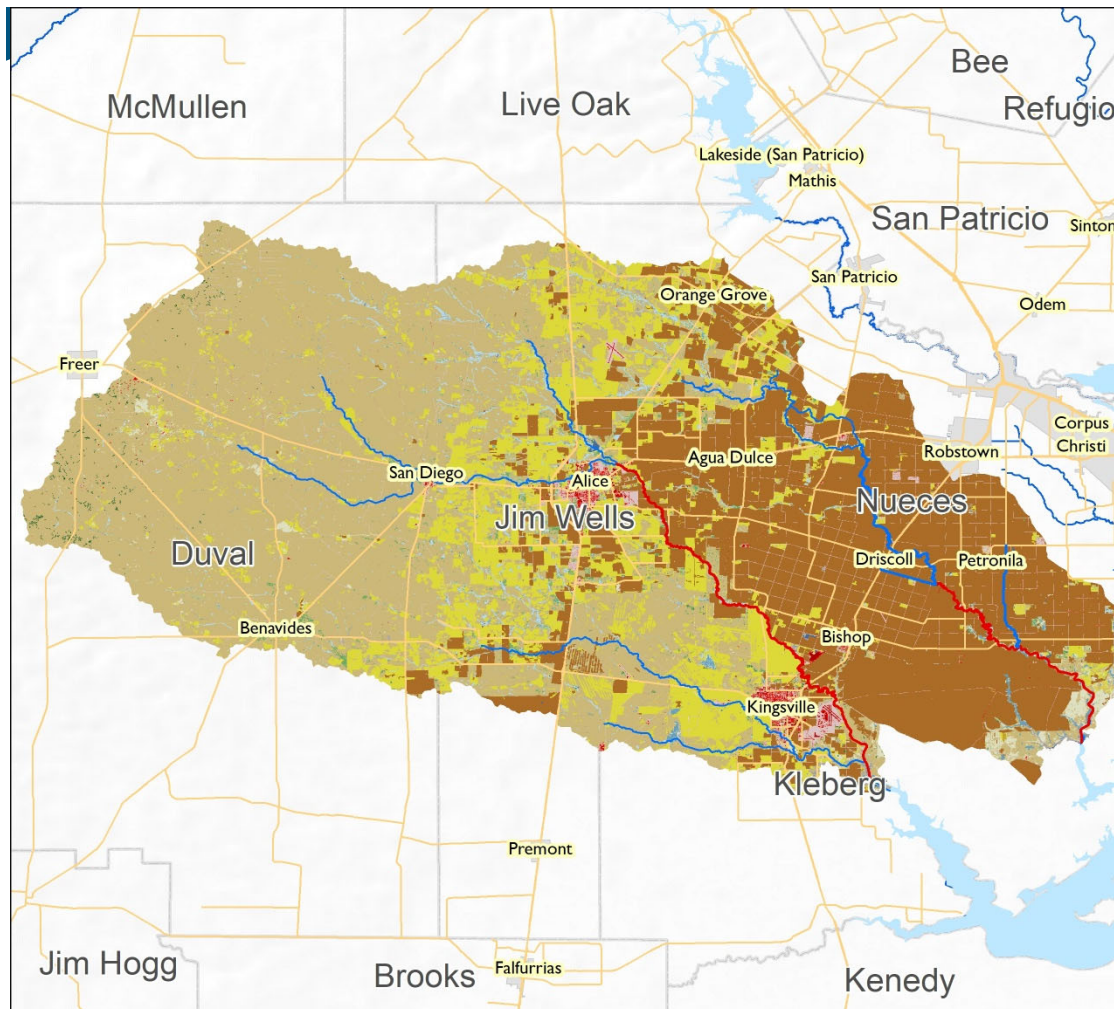 Bee
McMullen
Live Oak
Refugio
Lakeside (San Patricio)
Mathis
San Patricio
Sinton
San Patricio
Orange Grove
Odem
Freer
Corpus
Christi
Robstown
Agua Dulce
San Diego
Alice
Nueces
Jim Wells
Duval
Driscoll
Petronila
Benavides
Bishop
Kingsville
Kleberg
Premont
Jim Hogg
Brooks
Falfurrias
Kenedy